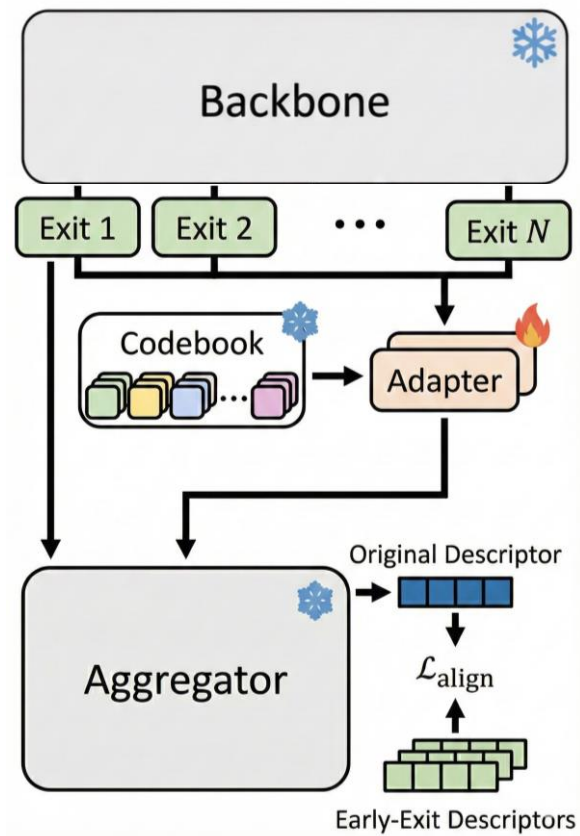 Backbone
Exit 1
Exit 2
...
Exit N
Codebook
...
Adapter
Original Descriptor
Aggregator
ℒalign
Early-Exit Descriptors